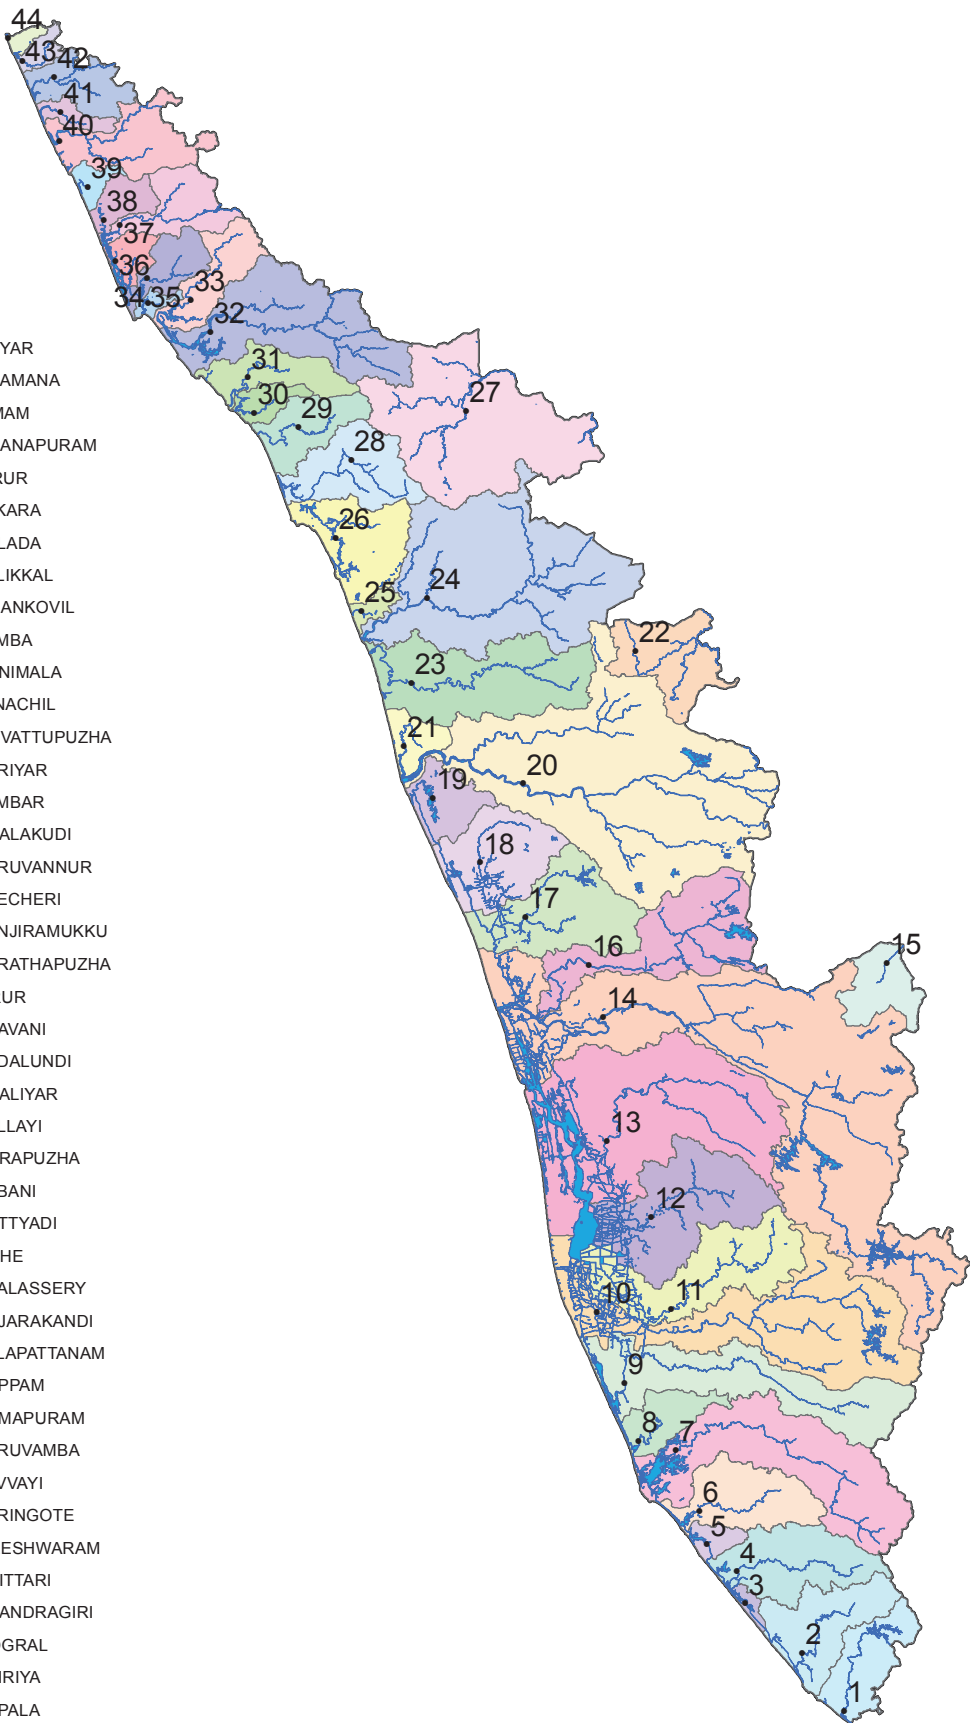 44
43
42
41
40
39
38
37
36
34
35
33
32
31
30
29
28
27
26
25
24
23
22
21
20
19
18
17
16
15
14
13
12
11
10
9
8
7
6
5
4
3
2
1
YAR
AMANA
MAM
ANAPURAM
RUR
KARA
LADA
LIKKAL
ANKOVIL
MBA
NIMALA
NACHIL
VATTUPUZHA
RIYAR
MBAR
ALAKUDI
RUVANNUR
ECHERI
NJIRAMUKKU
RATHAPUZHA
UR
AVANI
DALUNDI
ALIYAR
LLAYI
RAPUZHA
BANI
TTYADI
HE
ALASSERY
JARAKANDI
LAPATTANAM
PPAM
MAPURAM
RUVAMBA
VVAYI
RINGOTE
ESHWARAM
ITTARI
ANDRAGIRI
OGRAL
IRIYA
PALA